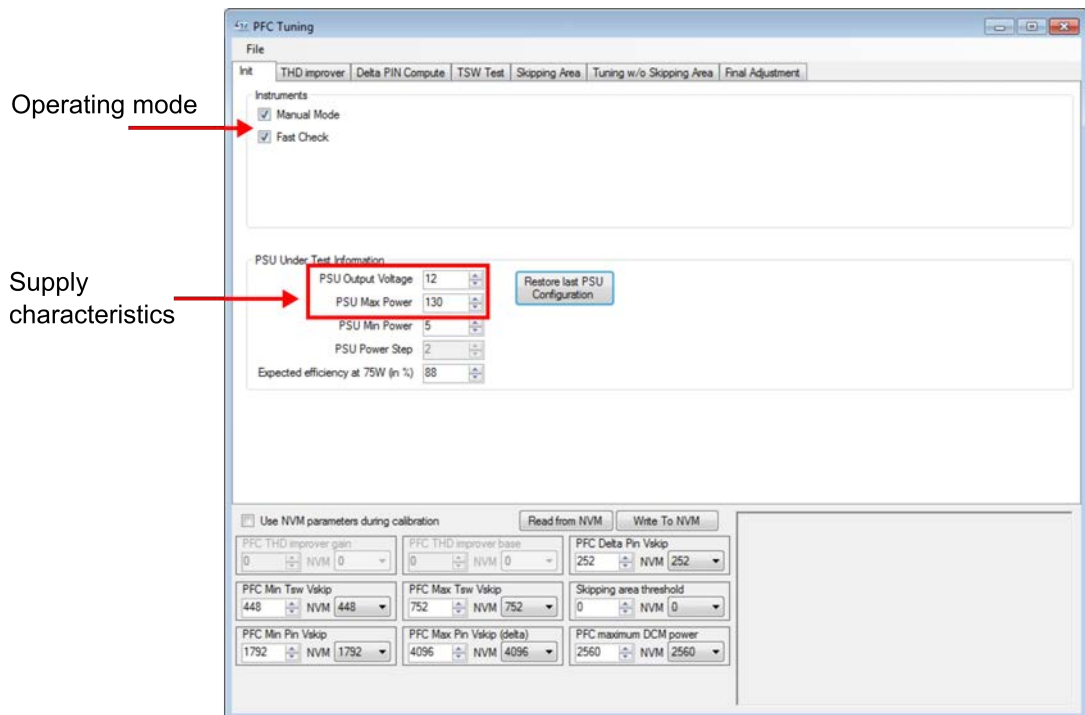 PFC Tuning
File
Init THD improver Delta PIN Compute TSW Test Skipping Area Tuning w/o Skipping Area Final Adjustment
Operating mode
Instruments
Manual Mode
Fast Check
Supply
characteristics
PSU Under Test Information
PSU Output Voltage 12
PSU Max Power 130
Restore last PSU
Configuration
PSU Min Power 5
PSU Power Step 2
Expected efficiency at 75W (in %) 88
Use NVM parameters during calibration Read from NVM Write To NVM
PFC THD improver gain PFC THD improver base PFC Delta Pin Vskip
0 NVM 0 0 NVM 0 252 NVM 252
PFC Min Tsw Vskip PFC Max Tsw Vskip Skipping area threshold
448 NVM 448 752 NVM 752 0 NVM 0
PFC Min Pin Vskip PFC Max Pin Vskip (delta) PFC maximum DCM power
1792 NVM 1792 4096 NVM 4096 2560 NVM 2560